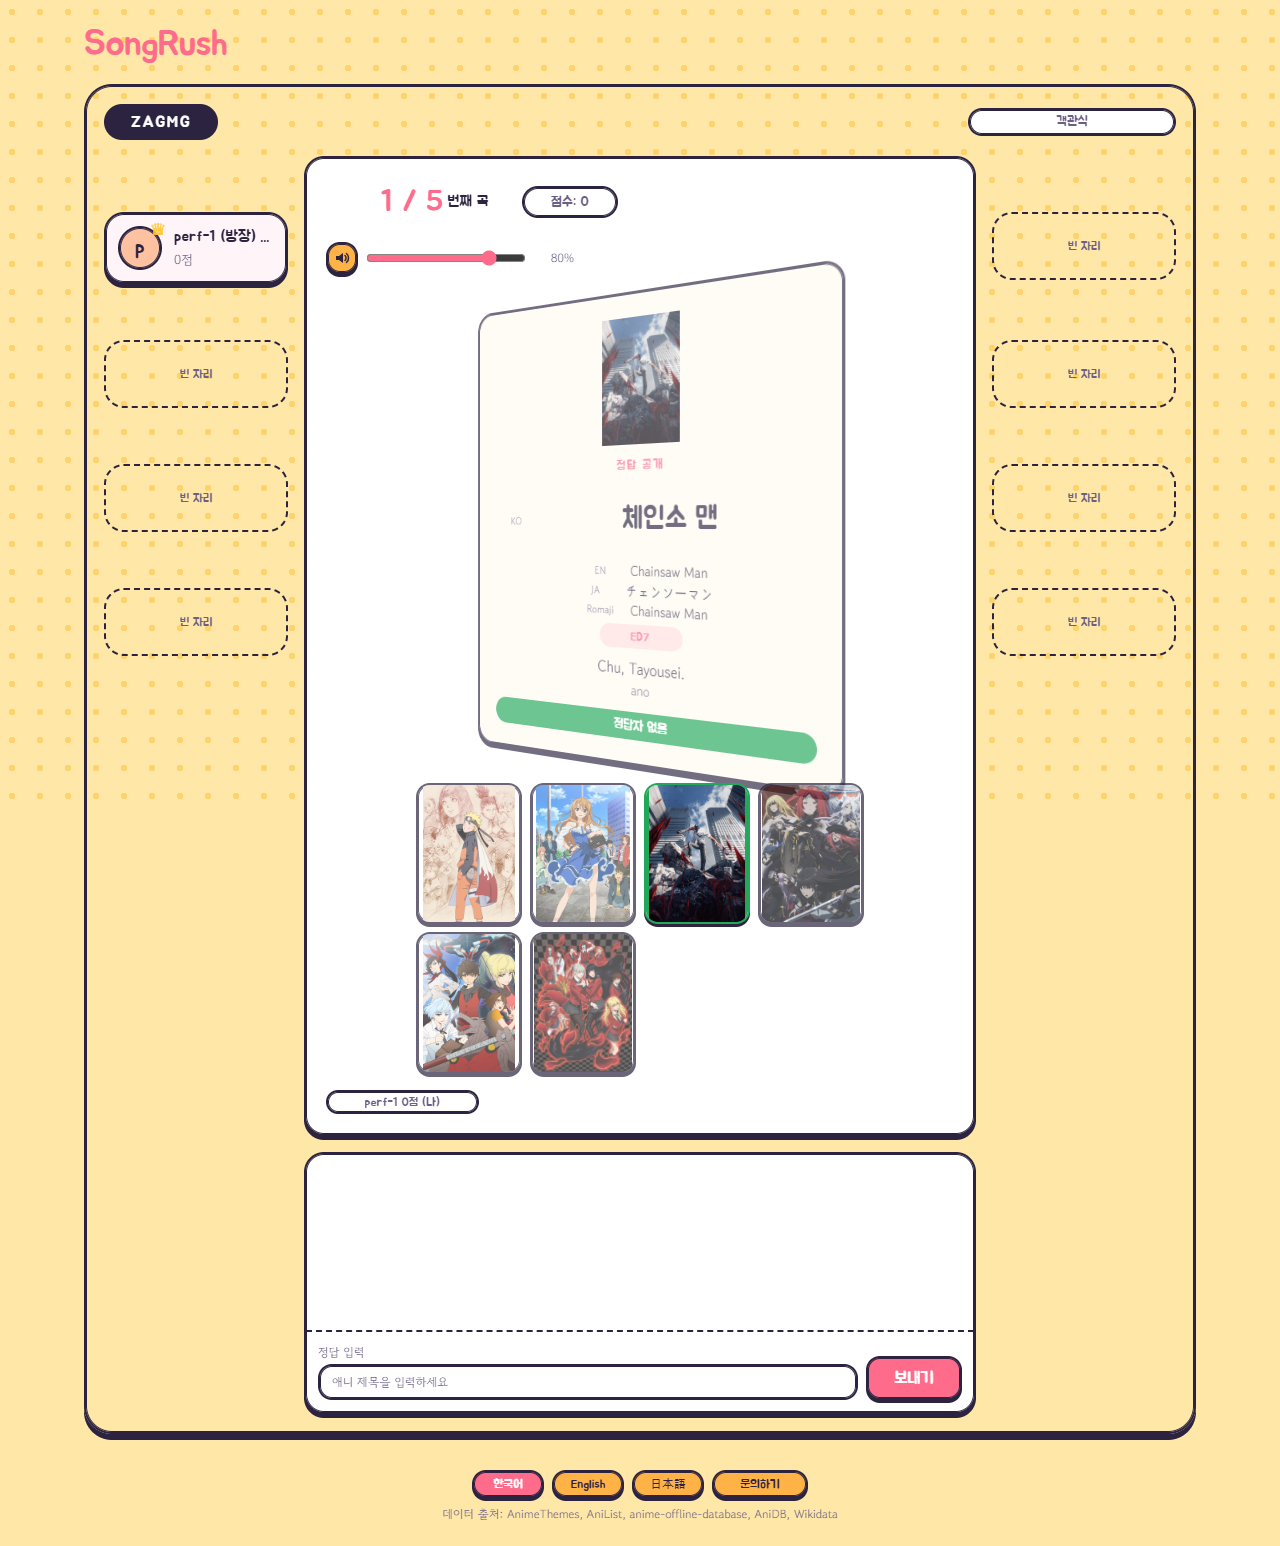 SongRush
ZAGMG
객관식
1 / 5 번째 곡
점수: 0
P
perf-1 (방장) ...
0점
80%
빈 자리
빈 자리
빈 자리
빈 자리
빈 자리
빈 자리
빈 자리
정답 공개
KO
체인소 맨
EN Chainsaw Man
JA チェンソーマン
Romaji Chainsaw Man
ED7
Chu, Tayousei.
ano
정답자 없음
perf-1 0점 (나)
정답 입력
애니 제목을 입력하세요
보내기
한국어
English
日本語
문의하기
데이터 출처: AnimeThemes, AniList, anime-offline-database, AniDB, Wikidata